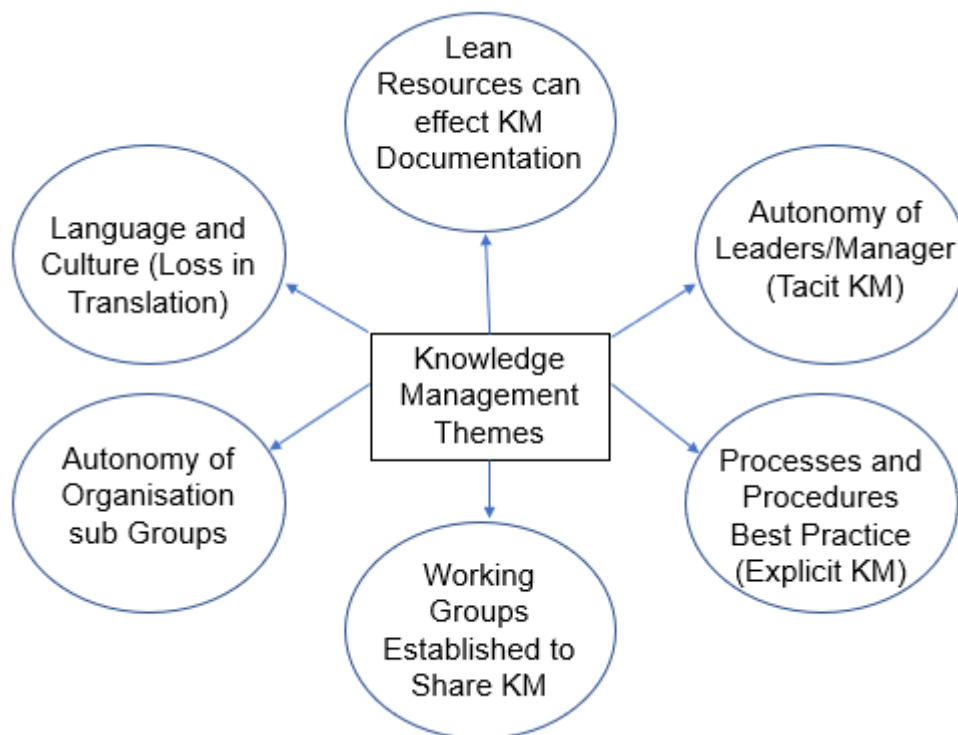 Lean
Resources can
effect KM
Documentation
Language and
Culture (Loss in
Translation)
Autonomy of
Leaders/Manager
(Tacit KM)
Knowledge
Management
Themes
Autonomy of
Organisation
sub Groups
Processes and
Procedures
Best Practice
(Explicit KM)
Working
Groups
Established to
Share KM